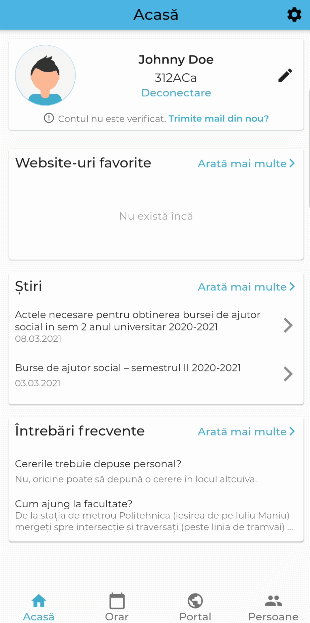 Acasă
Johnny Doe
312ACa
Deconectare
Contul nu este verificat. Trimite mail din nou?
Website-uri favorite
Arată mai multe
Nu există încă
Știri
Arată mai multe
Actele necesare pentru obtinerea bursei de ajutor
social in sem 2 anul universitar 2020-2021
08.03.2021
Burse de ajutor social – semestrul II 2020-2021
03.03.2021
Întrebări frecvente
Arată mai multe
Cererile trebuie depuse personal?
Nu, oricine poate să depună o cerere în locul altcuiva.
Cum ajung la facultate?
De la stația de metrou Politehnica (ieșirea de pe Iuliu Maniu)
mergeți spre intersecție și traversați (peste linia de tramvai) ...
Acasă
Orar
Portal
Persoane